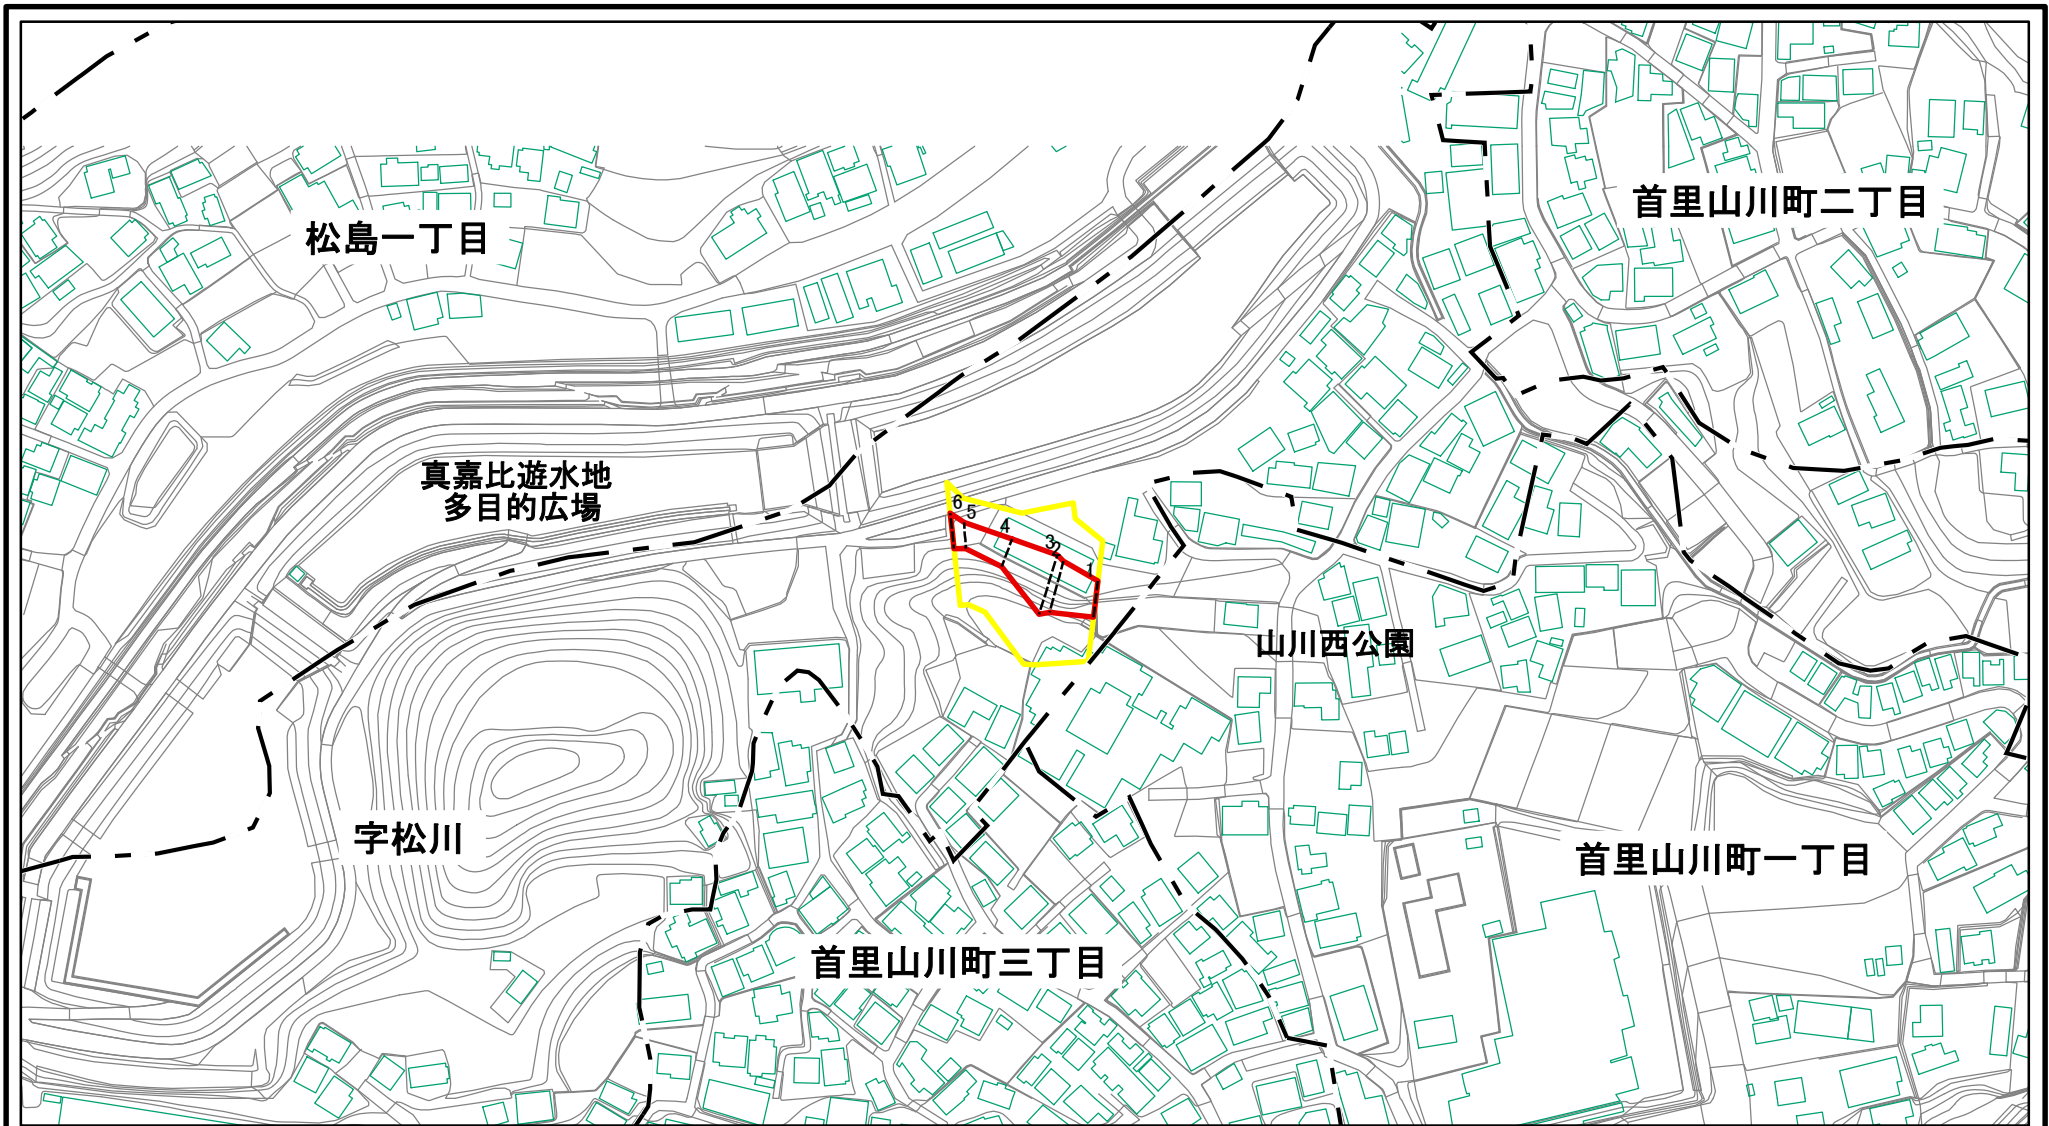 首里山川町二丁目
松島一丁目
真嘉比遊水地
多目的広場
6
5
4
3
2
1
山川西公園
字松川
首里山川町一丁目
首里山川町三丁目